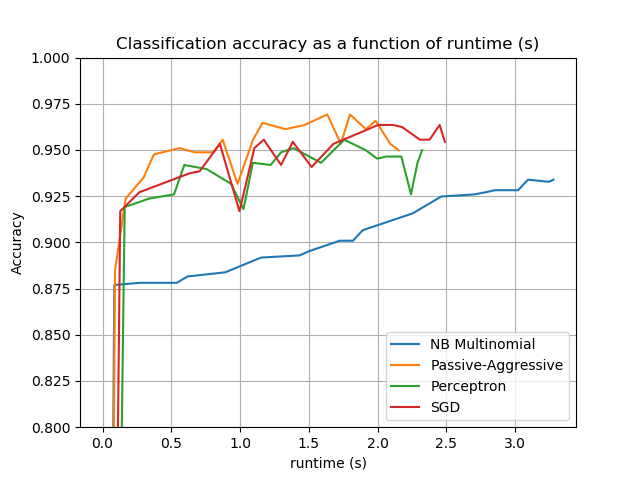 Classification accuracy as a function of runtime (s)
1.000
0.975
0.950
0.925
0.900
0.875
0.850
0.825
0.800
Accuracy
0.0 0.5 1.0 1.5 2.0 2.5 3.0
runtime (s)
NB Multinomial
Passive-Aggressive
Perceptron
SGD